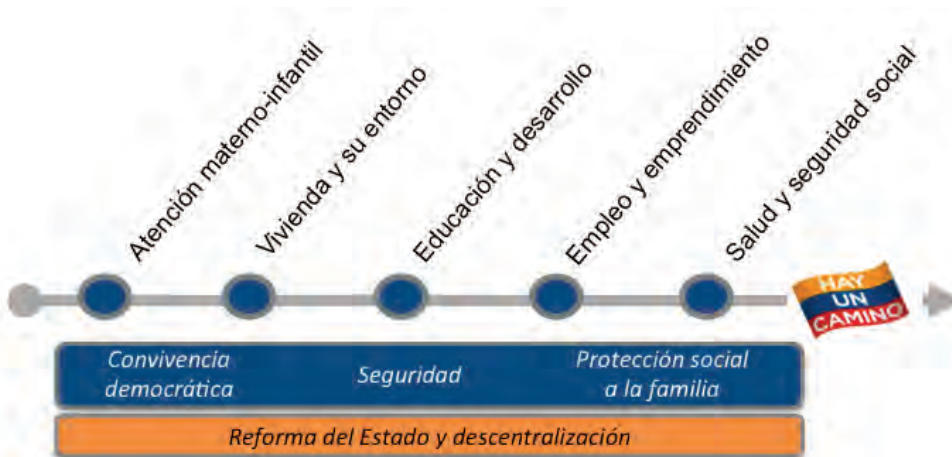 Atención materno-infantil
Vivienda y su entorno
Educación y desarrollo
Empleo y emprendimiento
Salud y seguridad social
HAY
UN
CAMINO
Convivencia
democrática
Seguridad
Protección social
a la familia
Reforma del Estado y descentralización